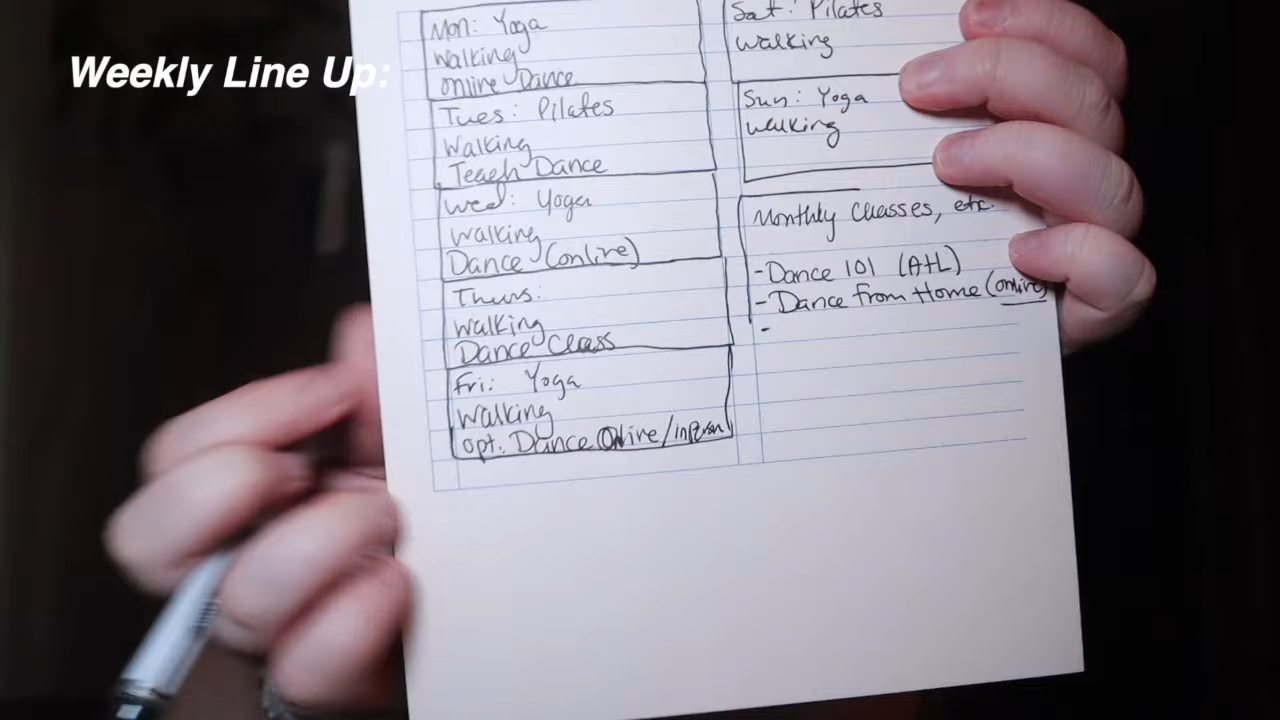 Weekly Line Up:
Mon: Yoga
Walking
online Dance
Tues: Pilates
Walking
Teach Dance
Wed: Yoga
Walking
Dance (online)
Thurs:
Walking
Dance Class
Fri: Yoga
Walking
opt. Dance Online/inperson
Sat: Pilates
Walking
Sun: Yoga
Walking
Monthly Classes, etc.
-Dance 101 (AtL)
-Dance from Home (online)
-